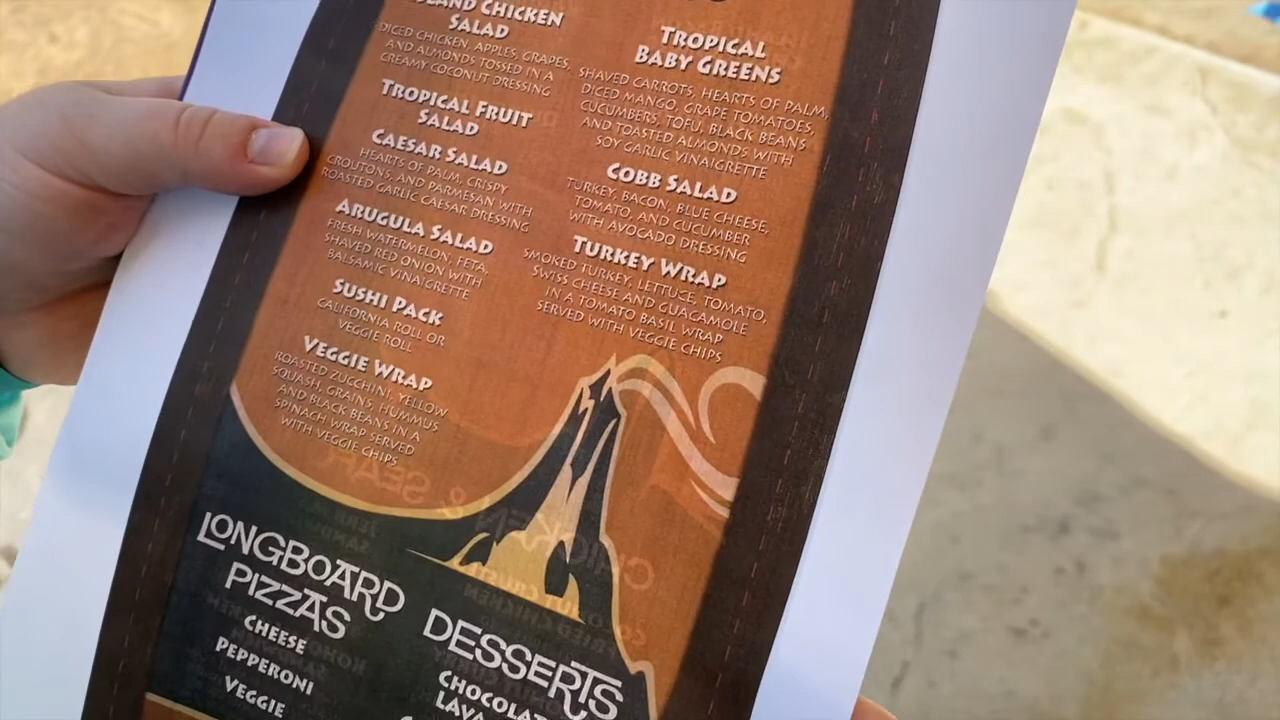 CHICKEN
SALAD
DICED CHICKEN, APPLES, GRAPES,
AND ALMONDS TOSSED IN A
CREAMY COCONUT DRESSING
TROPICAL FRUIT
SALAD
CAESAR SALAD
HEARTS OF PALM, CRISPY
CROUTONS, AND PARMESAN WITH
ROASTED GARLIC CAESAR DRESSING
ARUGULA SALAD
FRESH WATERMELON, FETA,
SHAVED RED ONION WITH
BALSAMIC VINAIGRETTE
SUSHI PACK
CALIFORNIA ROLL OR
VEGGIE ROLL
VEGGIE WRAP
ROASTED ZUCCHINI, YELLOW
SQUASH, GRAINS, HUMMUS
AND BLACK BEANS IN A
SPINACH WRAP SERVED
WITH VEGGIE CHIPS
TROPICAL
BABY GREENS
SHAVED CARROTS, HEARTS OF PALM,
DICED MANGO, GRAPE TOMATOES,
CUCUMBERS, TOFU, BLACK BEANS
AND TOASTED ALMONDS WITH
SOY GARLIC VINAIGRETTE
COBB SALAD
TURKEY, BACON, BLUE CHEESE,
TOMATO, AND CUCUMBER
WITH AVOCADO DRESSING
TURKEY WRAP
SMOKED TURKEY, LETTUCE, TOMATO,
SWISS CHEESE AND GUACAMOLE
IN A TOMATO BASIL WRAP
SERVED WITH VEGGIE CHIPS
LONGBOARD
PIZZAS
CHEESE
PEPPERONI
VEGGIE
DESSERTS
CHOCOLAT
LAVA